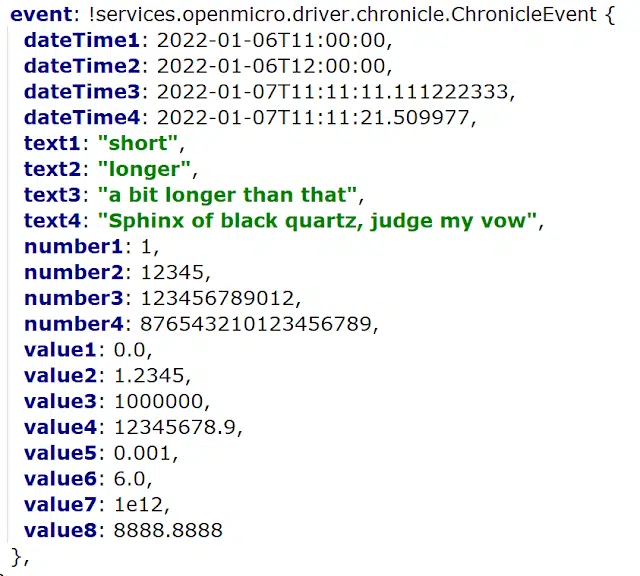 event: !services.openmicro.driver.chronicle.ChronicleEvent {
dateTime1: 2022-01-06T11:00:00,
dateTime2: 2022-01-06T12:00:00,
dateTime3: 2022-01-07T11:11:11.111222333,
dateTime4: 2022-01-07T11:11:21.509977,
text1: "short",
text2: "longer",
text3: "a bit longer than that",
text4: "Sphinx of black quartz, judge my vow",
number1: 1,
number2: 12345,
number3: 123456789012,
number4: 876543210123456789,
value1: 0.0,
value2: 1.2345,
value3: 1000000,
value4: 12345678.9,
value5: 0.001,
value6: 6.0,
value7: 1e12,
value8: 8888.8888
},